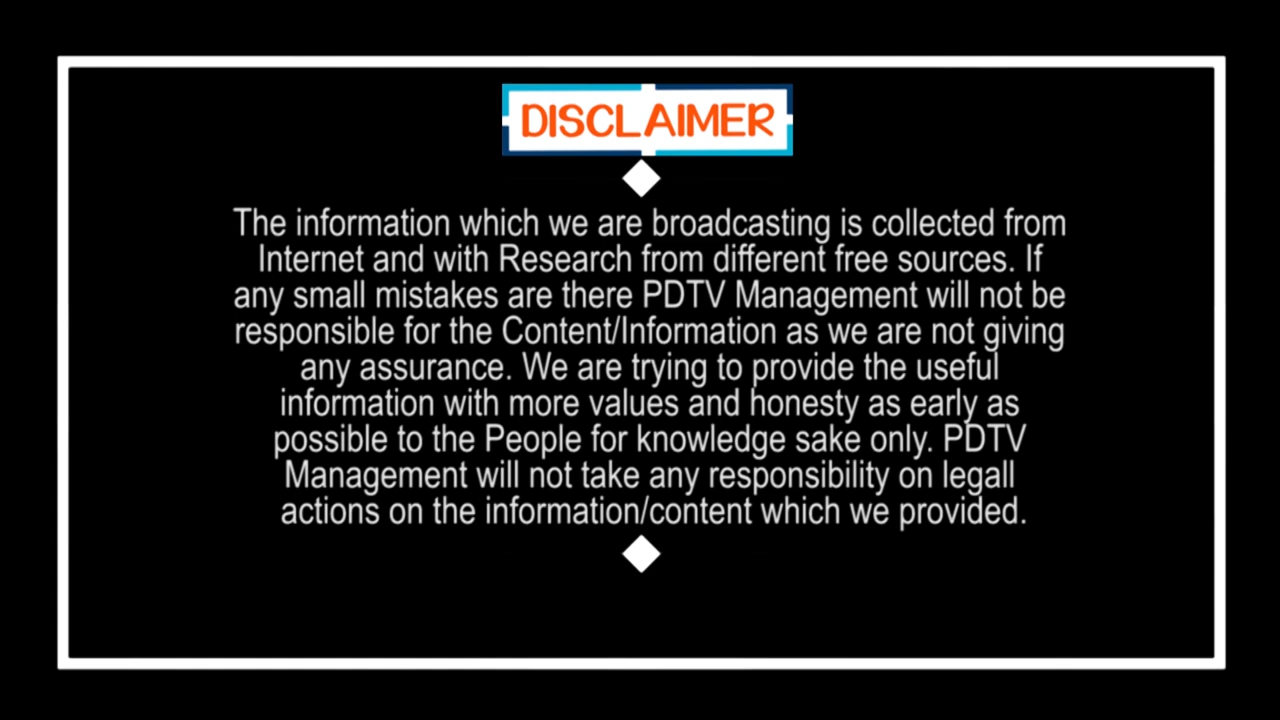 DISCLAIMER
The information which we are broadcasting is collected from
Internet and with Research from different free sources. If
any small mistakes are there PDTV Management will not be
responsible for the Content/Information as we are not giving
any assurance. We are trying to provide the useful
information with more values and honesty as early as
possible to the People for knowledge sake only. PDTV
Management will not take any responsibility on legall
actions on the information/content which we provided.